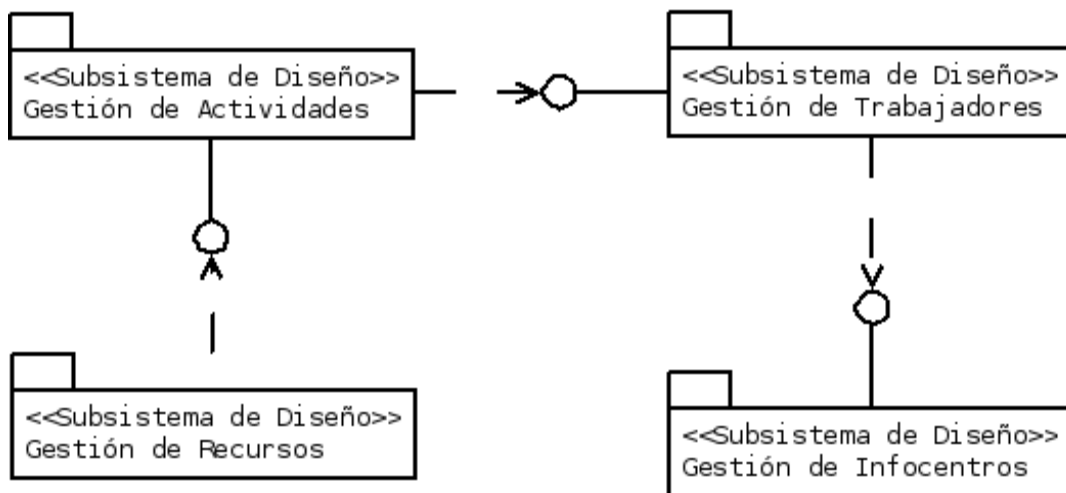 <<Subsistema de Diseño>>
Gestión de Actividades
<<Subsistema de Diseño>>
Gestión de Trabajadores
<<Subsistema de Diseño>>
Gestión de Recursos
<<Subsistema de Diseño>>
Gestión de Infocentros